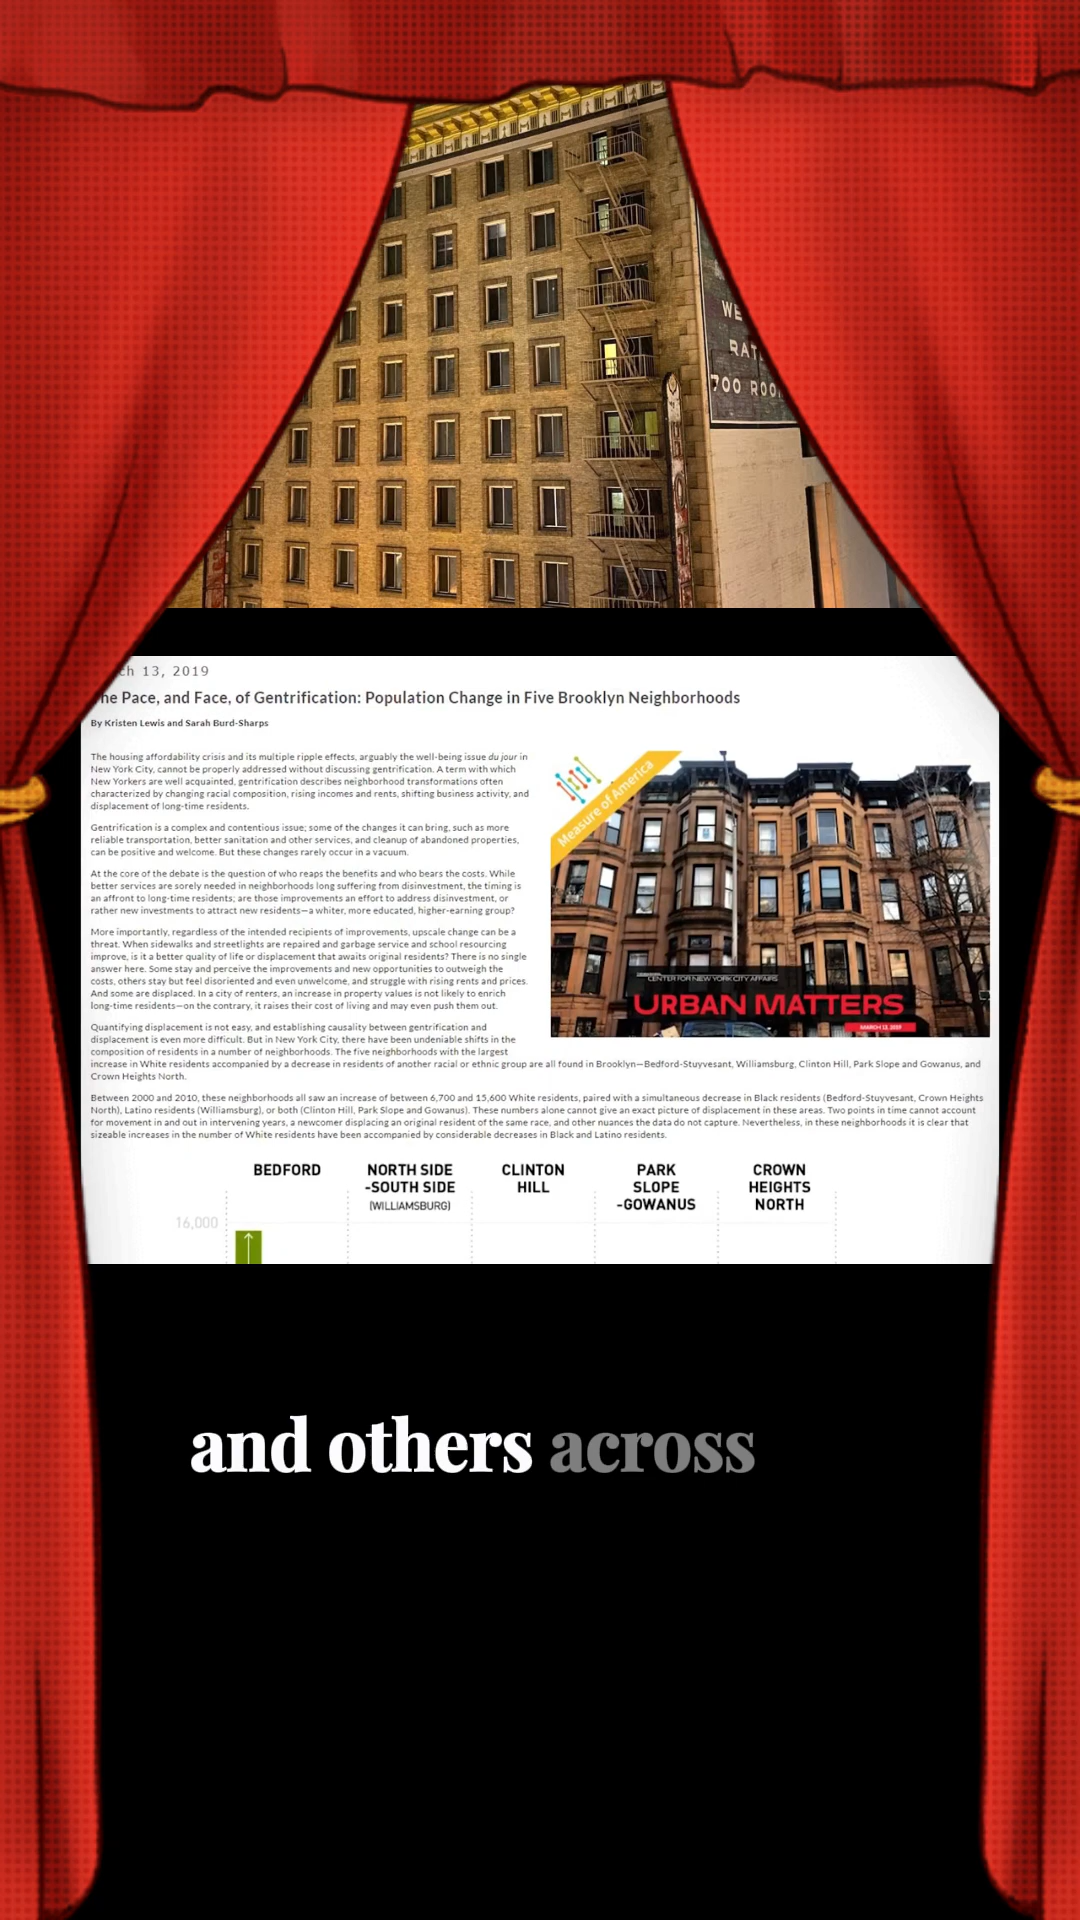 WE
RAT
700 ROO
HOT
ch 13, 2019
he Pace, and Face, of Gentrification: Population Change in Five Brooklyn Neighborhoods
By Kristen Lewis and Sarah Burd-Sharps
The housing affordability crisis and its multiple ripple effects, arguably the well-being issue du jour in
New York City, cannot be properly addressed without discussing gentrification. A term with which
New Yorkers are well acquainted, gentrification describes neighborhood transformations often
characterized by changing racial composition, rising incomes and rents, shifting business activity, and
displacement of long-time residents.
Gentrification is a complex and contentious issue; some of the changes it can bring, such as more
reliable transportation, better sanitation and other services, and cleanup of abandoned properties,
can be positive and welcome. But these changes rarely occur in a vacuum.
At the core of the debate is the question of who reaps the benefits and who bears the costs. While
better services are sorely needed in neighborhoods long suffering from disinvestment, the timing is
an affront to long-time residents; are those improvements an effort to address disinvestment, or
rather new investments to attract new residents—a whiter, more educated, higher-earning group?
More importantly, regardless of the intended recipients of improvements, upscale change can be a
threat. When sidewalks and streetlights are repaired and garbage service and school resourcing
improve, is it a better quality of life or displacement that awaits original residents? There is no single
answer here. Some stay and perceive the improvements and new opportunities to outweigh the
costs, others stay but feel disoriented and even unwelcome, and struggle with rising rents and prices.
And some are displaced. In a city of renters, an increase in property values is not likely to enrich
long-time residents—on the contrary, it raises their cost of living and may even push them out.
Quantifying displacement is not easy, and establishing causality between gentrification and
displacement is even more difficult. But in New York City, there have been undeniable shifts in the
composition of residents in a number of neighborhoods. The five neighborhoods with the largest
increase in White residents accompanied by a decrease in residents of another racial or ethnic group are all found in Brooklyn—Bedford-Stuyvesant, Williamsburg, Clinton Hill, Park Slope and Gowanus, and
Crown Heights North.
Between 2000 and 2010, these neighborhoods all saw an increase of between 6,700 and 15,600 White residents, paired with a simultaneous decrease in Black residents (Bedford-Stuyvesant, Crown Heights
North), Latino residents (Williamsburg), or both (Clinton Hill, Park Slope and Gowanus). These numbers alone cannot give an exact picture of displacement in these areas. Two points in time cannot account
for movement in and out in intervening years, a newcomer displacing an original resident of the same race, and other nuances the data do not capture. Nevertheless, in these neighborhoods it is clear that
sizeable increases in the number of White residents have been accompanied by considerable decreases in Black and Latino residents.
Measure of America
CENTER FOR NEW YORK CITY AFFAIRS
URBAN MATTERS
MARCH 13, 2019
BEDFORD
NORTH SIDE
-SOUTH SIDE
(WILLIAMSBURG)
CLINTON
HILL
PARK
SLOPE
-GOWANUS
CROWN
HEIGHTS
NORTH
16,000
and others across